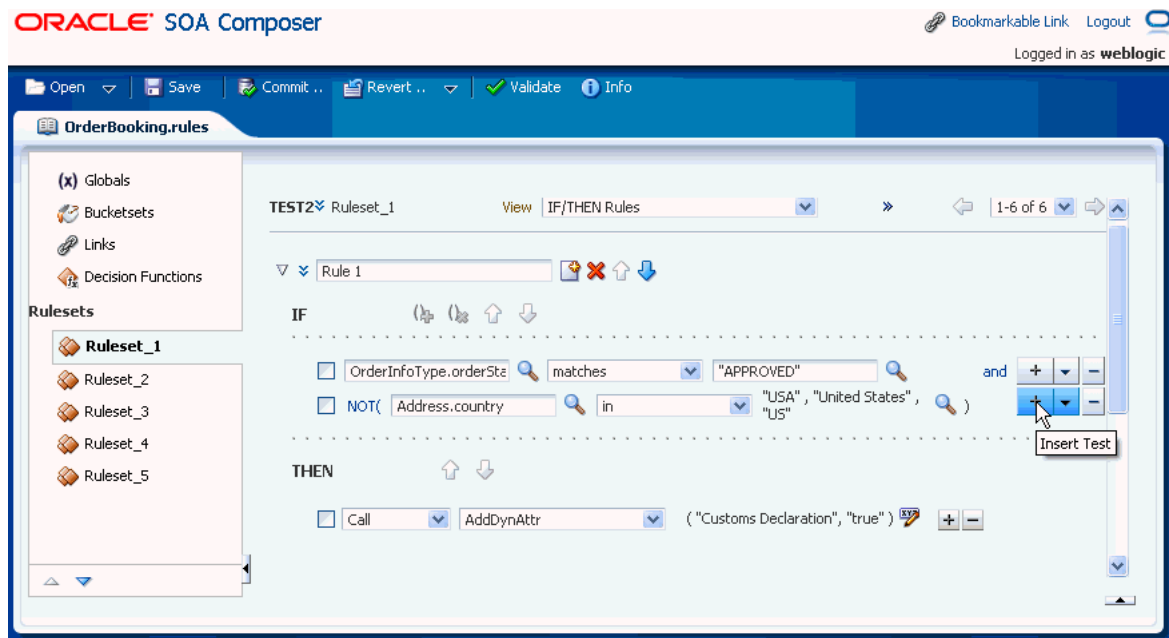 ORACLE SOA Composer
Bookmarkable Link Logout
Logged in as weblogic
Open Save Commit .. Revert .. Validate Info
OrderBooking.rules
(x) Globals
Bucketsets
Links
Decision Functions
Rulesets
Ruleset_1
Ruleset_2
Ruleset_3
Ruleset_4
Ruleset_5
TEST2 Ruleset_1 View IF/THEN Rules 1-6 of 6
Rule 1
IF
OrderInfoType.orderSta matches "APPROVED" and
NOT( Address.country in "USA" , "United States" , "US" )
Insert Test
THEN
Call AddDynAttr ( "Customs Declaration", "true" )